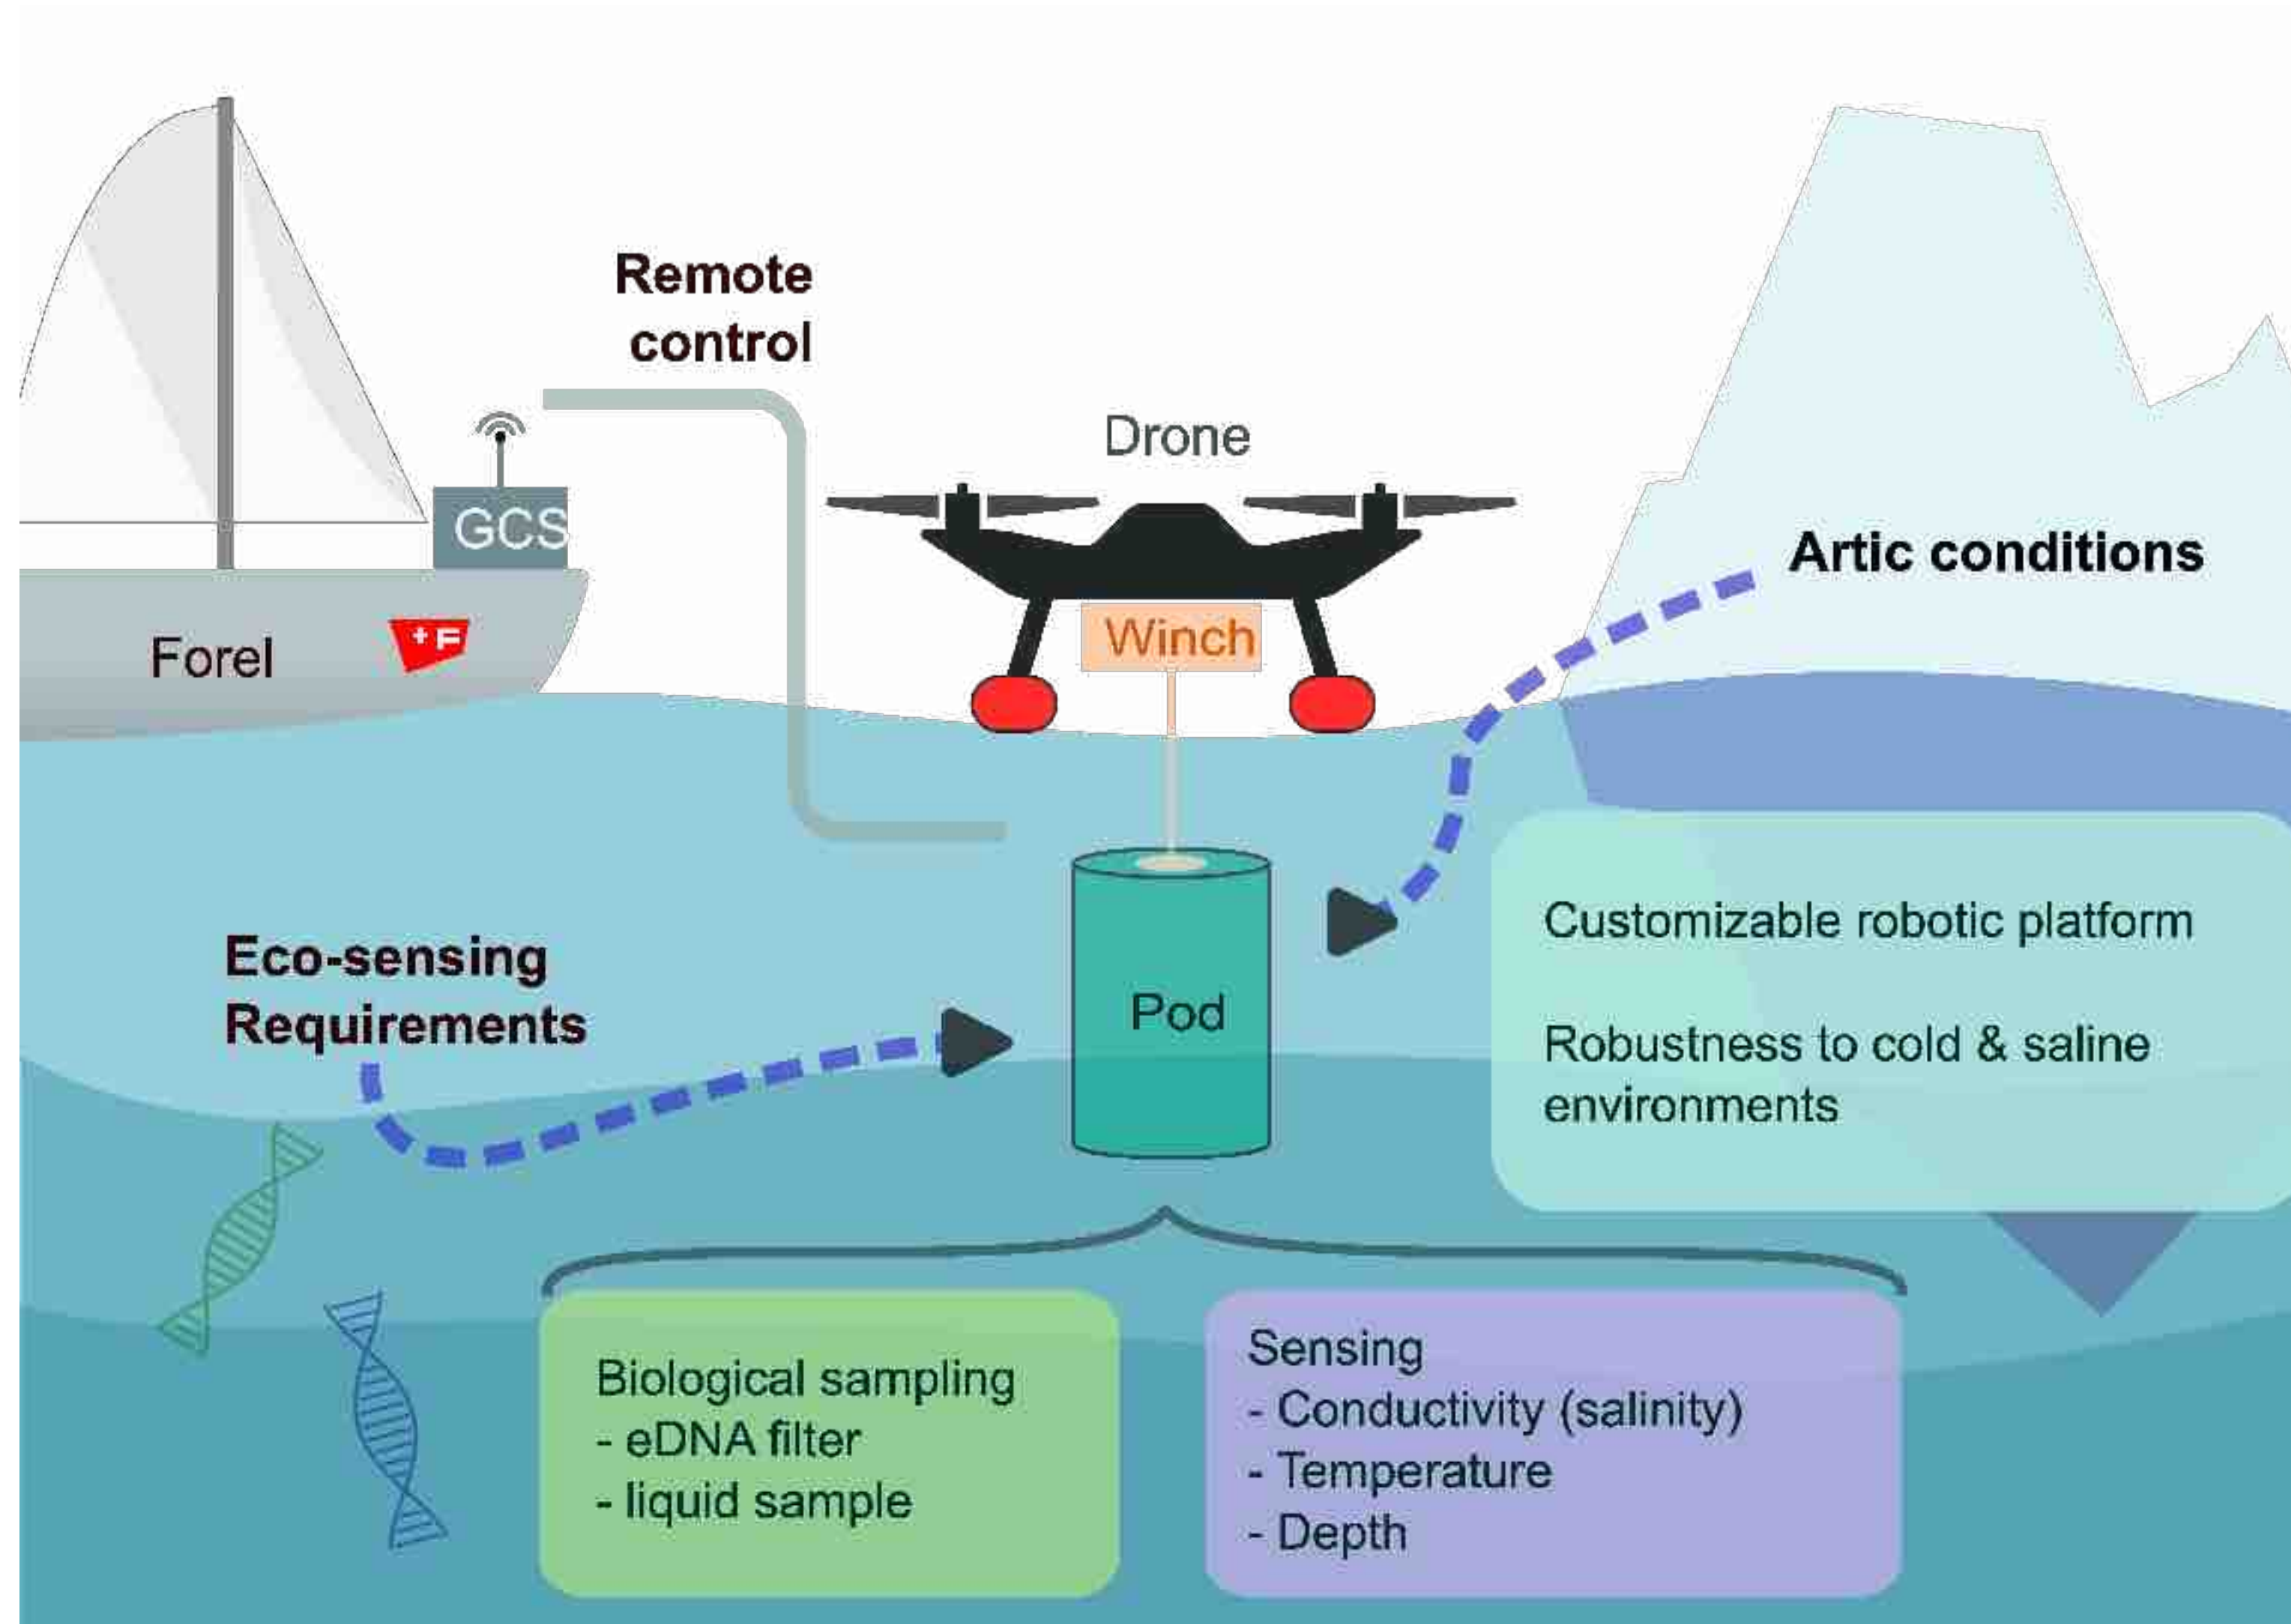 Remote
control
Drone
GCS
Winch
Artic conditions
Forel
+F
Customizable robotic platform
Robustness to cold & saline
environments
Eco-sensing
Requirements
Pod
Biological sampling
- eDNA filter
- liquid sample
Sensing
- Conductivity (salinity)
- Temperature
- Depth